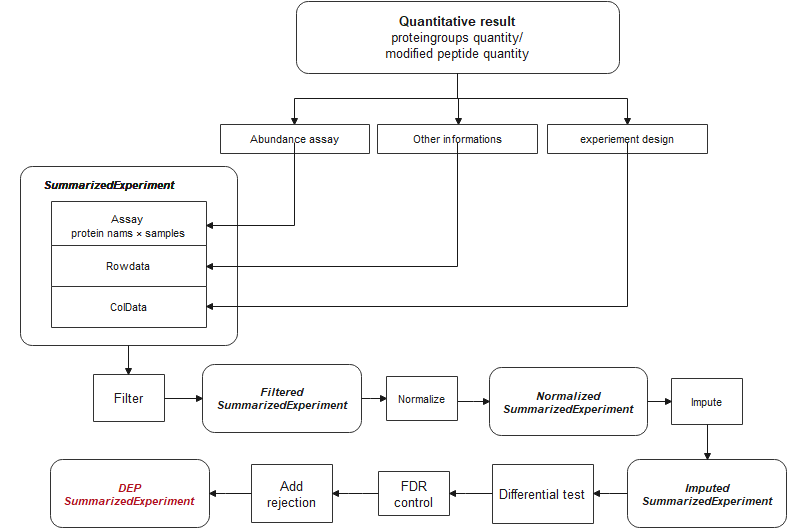 Quantitative result
proteingroups quantity/
modified peptide quantity
Abundance assay
Other informations
experiement design
SummarizedExperiment
Assay
protein nams × samples
Rowdata
ColData
Filter
Filtered
SummarizedExperiment
Normalize
Normalized
SummarizedExperiment
Impute
DEP
SummarizedExperiment
Add
rejection
FDR
control
Differential test
Imputed
SummarizedExperiment